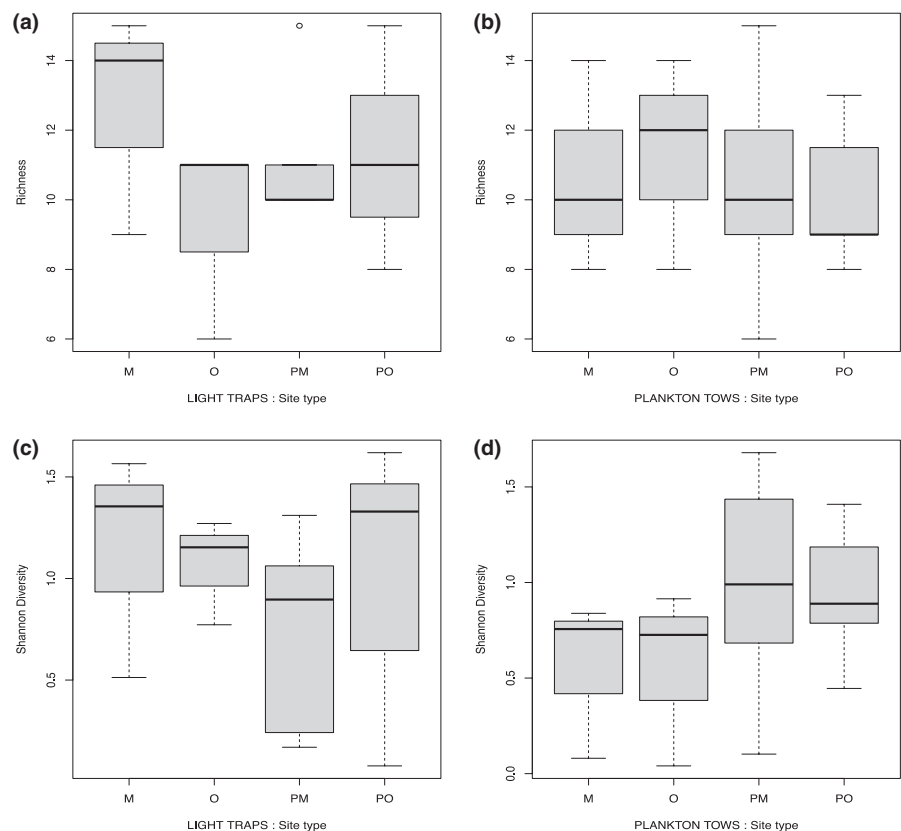 (a)
Richness
14
12
10
8
6
M O PM PO
LIGHT TRAPS : Site type
(b)
Richness
14
12
10
8
6
M O PM PO
PLANKTON TOWS : Site type
(c)
Shannon Diversity
1.5
1.0
0.5
M O PM PO
LIGHT TRAPS : Site type
(d)
Shannon Diversity
1.5
1.0
0.5
0.0
M O PM PO
PLANKTON TOWS : Site type